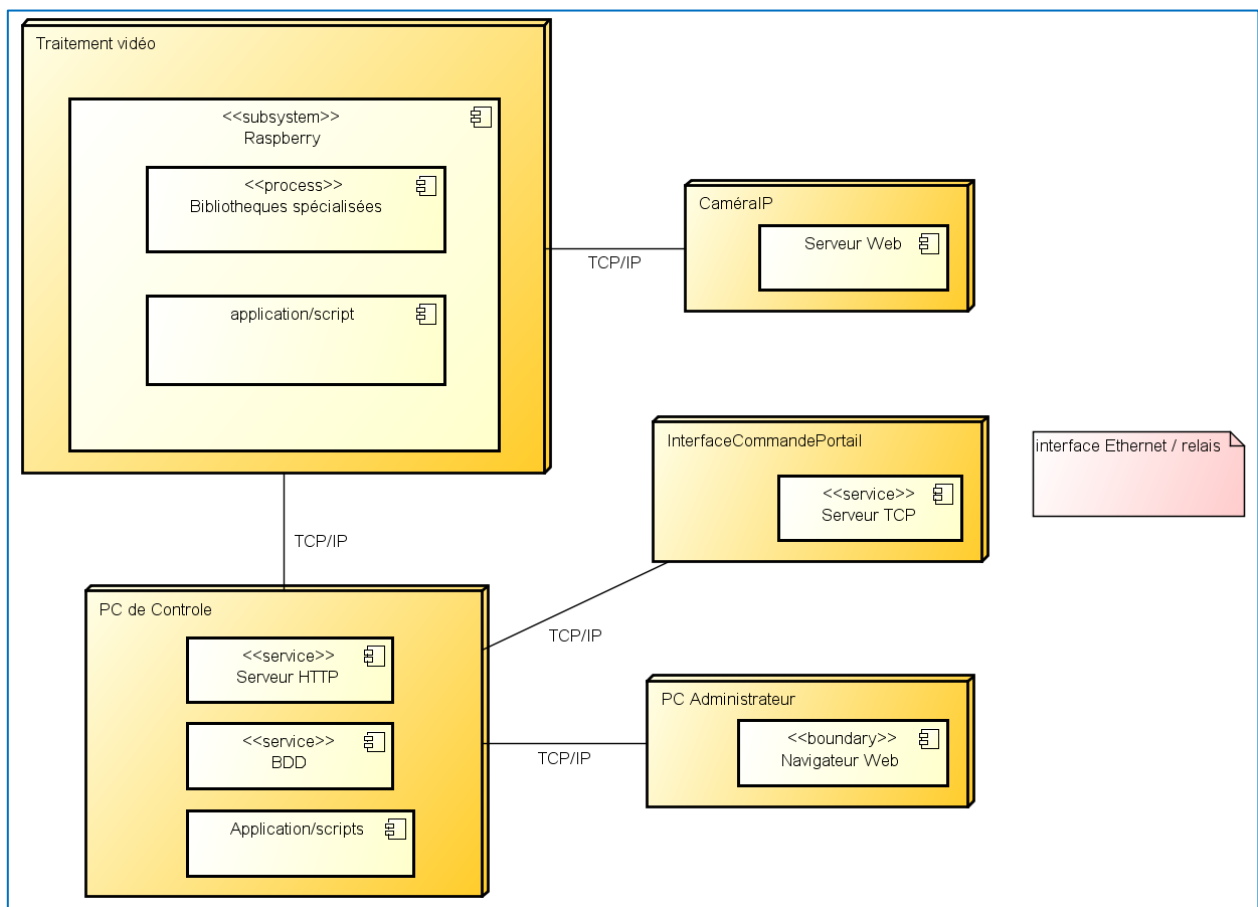 Traitement vidéo
<<subsystem>>
Raspberry
<<process>>
Bibliotheques spécialisées
application/script
TCP/IP
CaméraIP
Serveur Web
InterfaceCommandePortail
<<service>>
Serveur TCP
interface Ethernet / relais
TCP/IP
PC de Controle
<<service>>
Serveur HTTP
<<service>>
BDD
Application/scripts
TCP/IP
TCP/IP
PC Administrateur
<<boundary>>
Navigateur Web